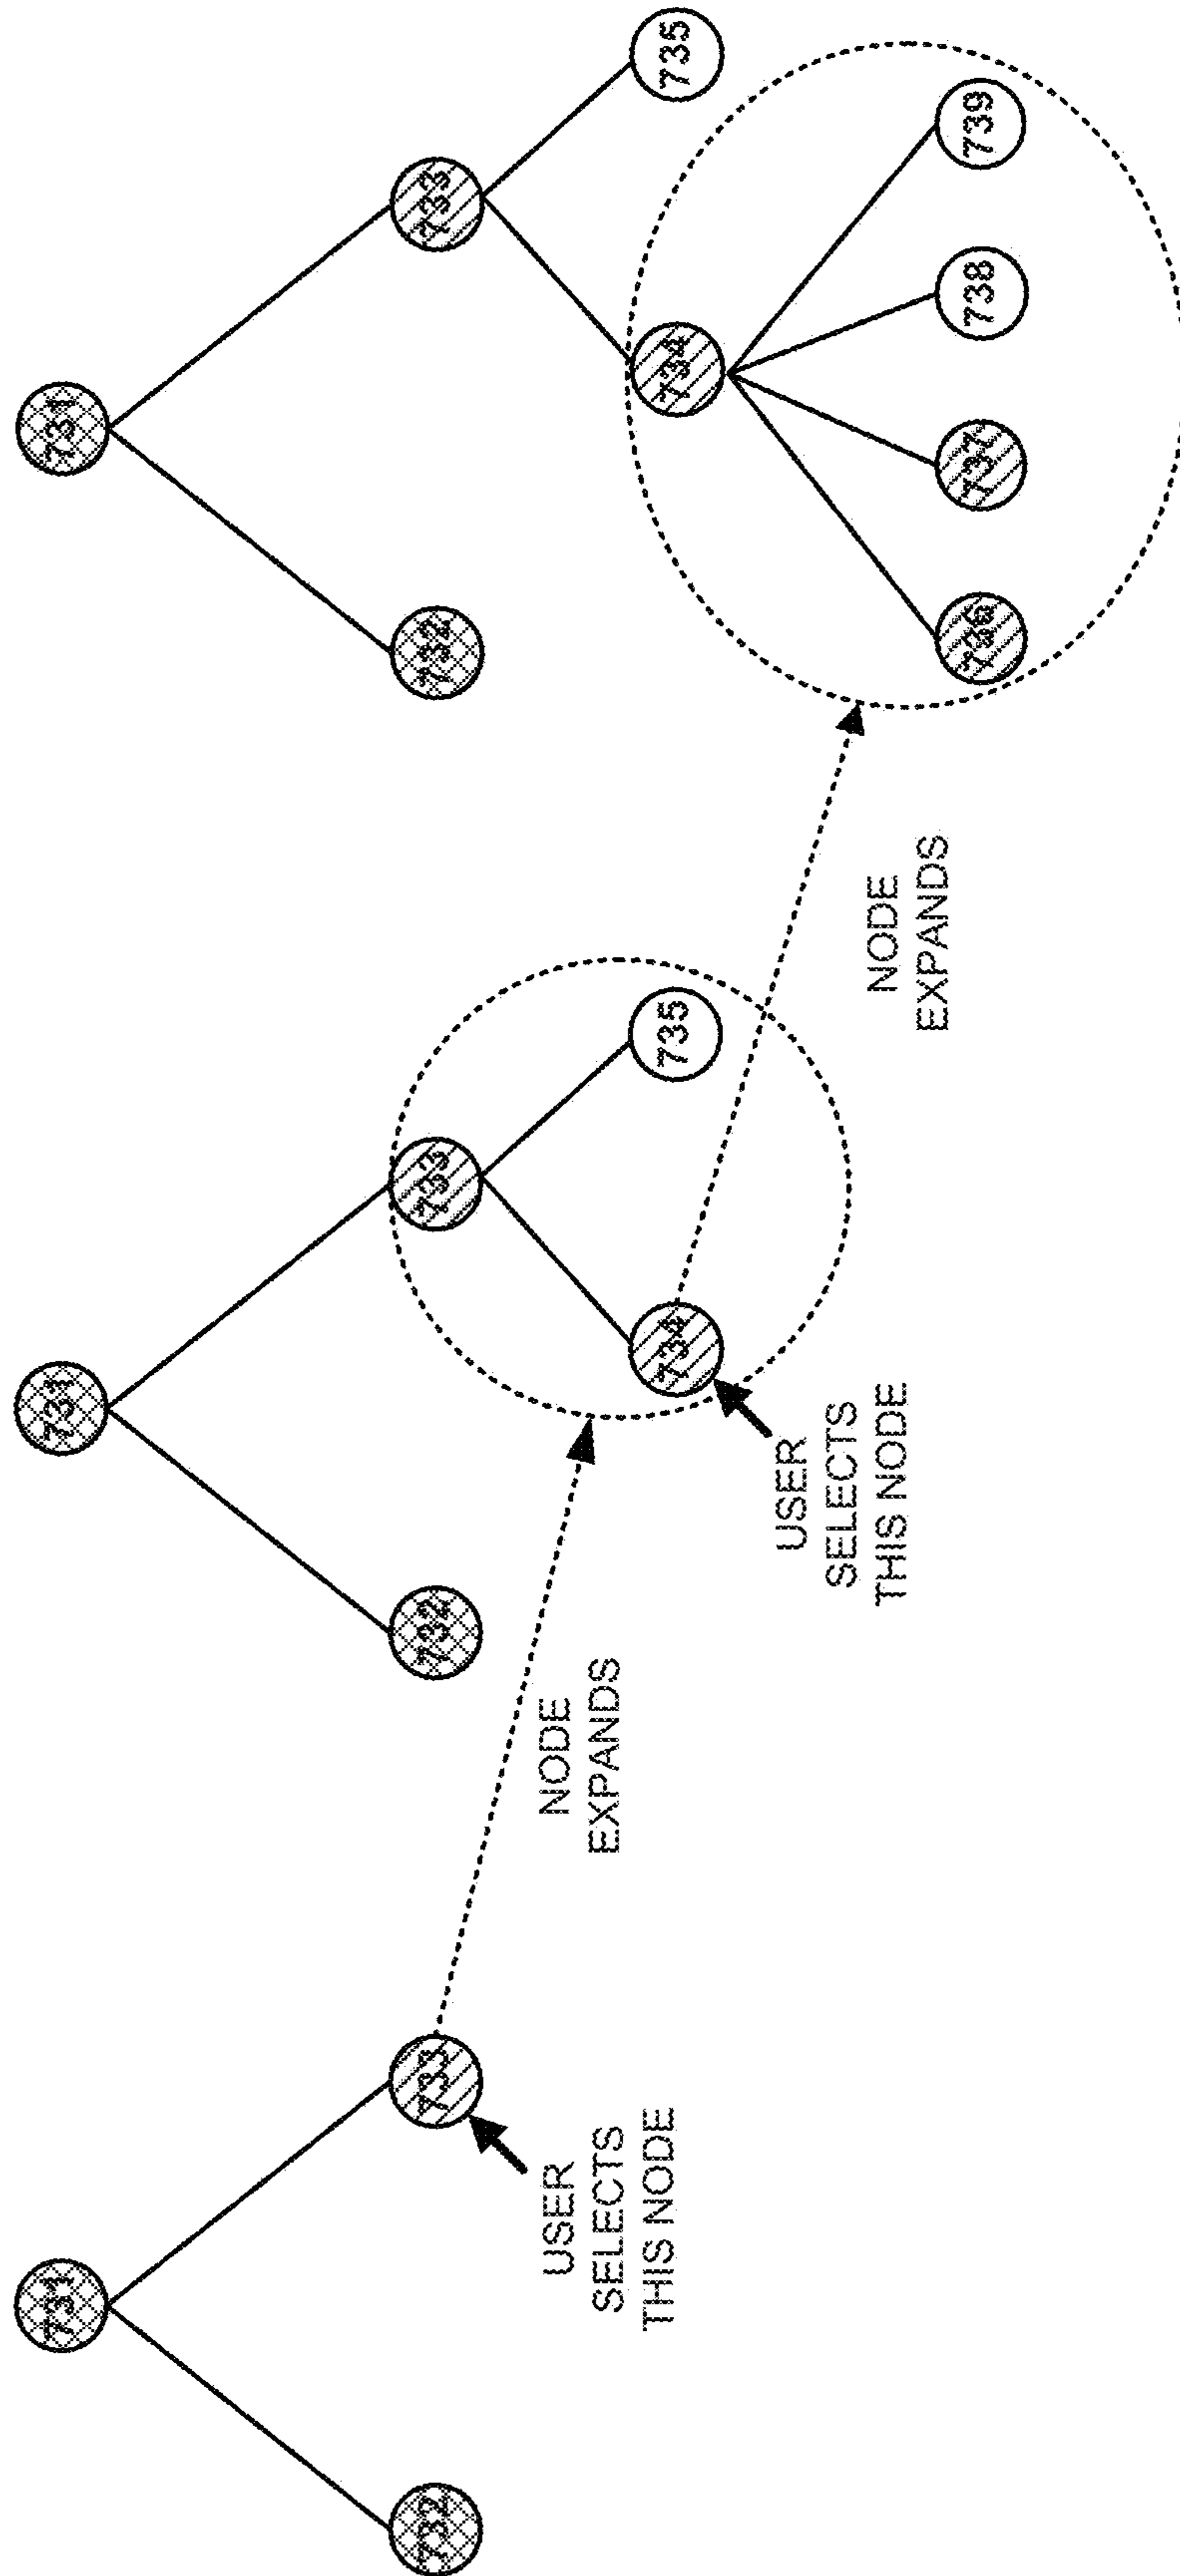 731
732
733
USER
SELECTS
THIS NODE
NODE
EXPANDS
731
732
733
734
735
USER
SELECTS
THIS NODE
NODE
EXPANDS
731
732
733
734
735
736
737
738
739